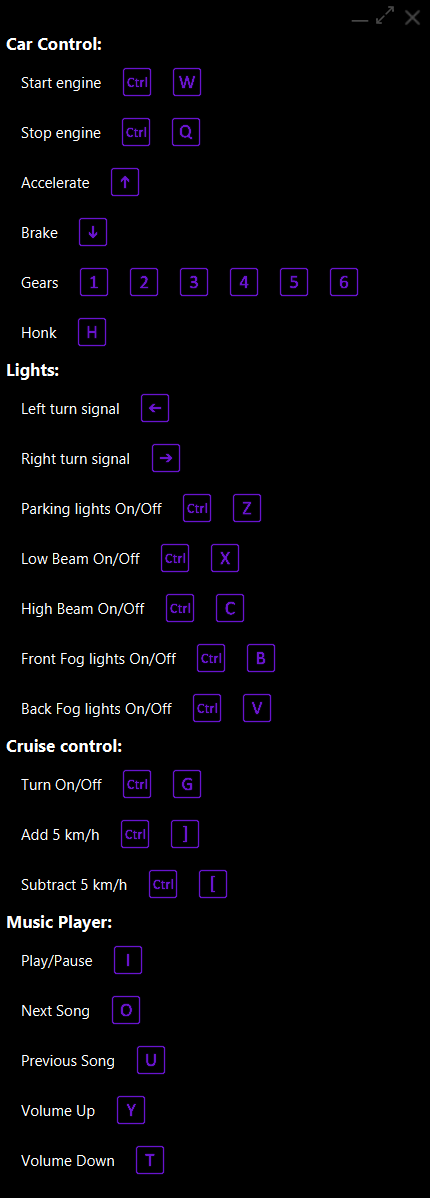 Car Control:
Start engine Ctrl W
Stop engine Ctrl Q
Accelerate ↑
Brake ↓
Gears 1 2 3 4 5 6
Honk H
Lights:
Left turn signal ←
Right turn signal →
Parking lights On/Off Ctrl Z
Low Beam On/Off Ctrl X
High Beam On/Off Ctrl C
Front Fog lights On/Off Ctrl B
Back Fog lights On/Off Ctrl V
Cruise control:
Turn On/Off Ctrl G
Add 5 km/h Ctrl ]
Subtract 5 km/h Ctrl [
Music Player:
Play/Pause I
Next Song O
Previous Song U
Volume Up Y
Volume Down T